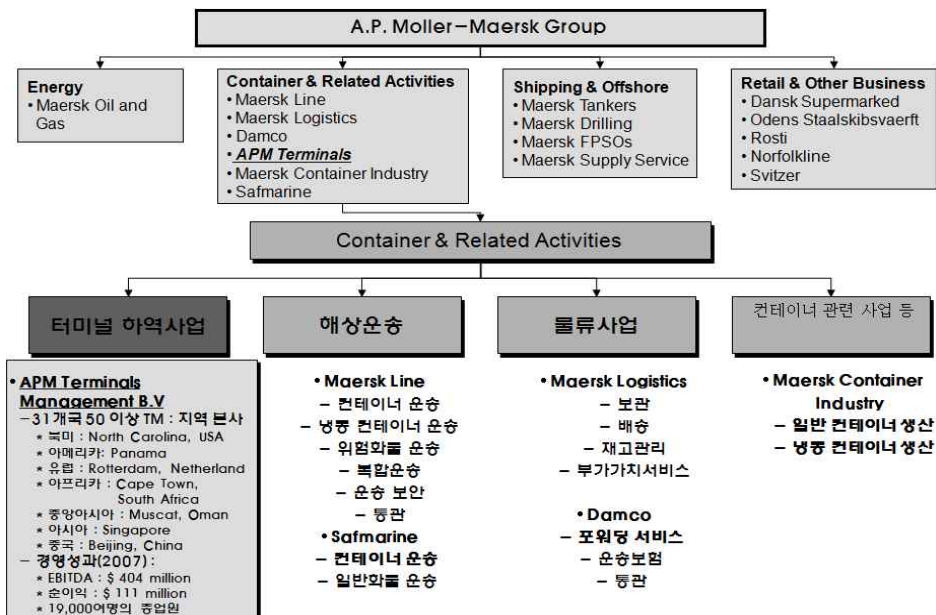 A.P. Moller-Maersk Group
Energy
• Maersk Oil and
Gas
Container & Related Activities
• Maersk Line
• Maersk Logistics
• Damco
• APM Terminals
• Maersk Container Industry
• Safmarine
Shipping & Offshore
• Maersk Tankers
• Maersk Drilling
• Maersk FPSOs
• Maersk Supply Service
Retail & Other Business
• Dansk Supermarked
• Odens Staalskibsvaerft
• Rosti
• Norfolkline
• Svitzer
Container & Related Activities
터미널 하역사업
• APM Terminals
Management B.V
-31개국 50 이상 TM : 지역 본사
* 북미 : North Carolina, USA
* 아메리카: Panama
* 유럽 : Rotterdam, Netherland
* 아프리카 : Cape Town,
South Africa
* 중앙아시아 : Muscat, Oman
* 아시아 : Singapore
* 중국 : Beijing, China
- 경영성과(2007) :
* EBITDA : $ 404 million
* 순이익 : $ 111 million
* 19,000여명의 종업원
해상운송
• Maersk Line
- 컨테이너 운송
- 냉동 컨테이너 운송
- 위험화물 운송
- 복합운송
- 운송 보안
- 통관
• Safmarine
- 컨테이너 운송
- 일반화물 운송
물류사업
• Maersk Logistics
- 보관
- 배송
- 재고관리
- 부가가치서비스
• Damco
- 포워딩 서비스
- 운송보험
- 통관
컨테이너 관련 사업 등
• Maersk Container
Industry
- 일반 컨테이너 생산
- 냉동 컨테이너 생산